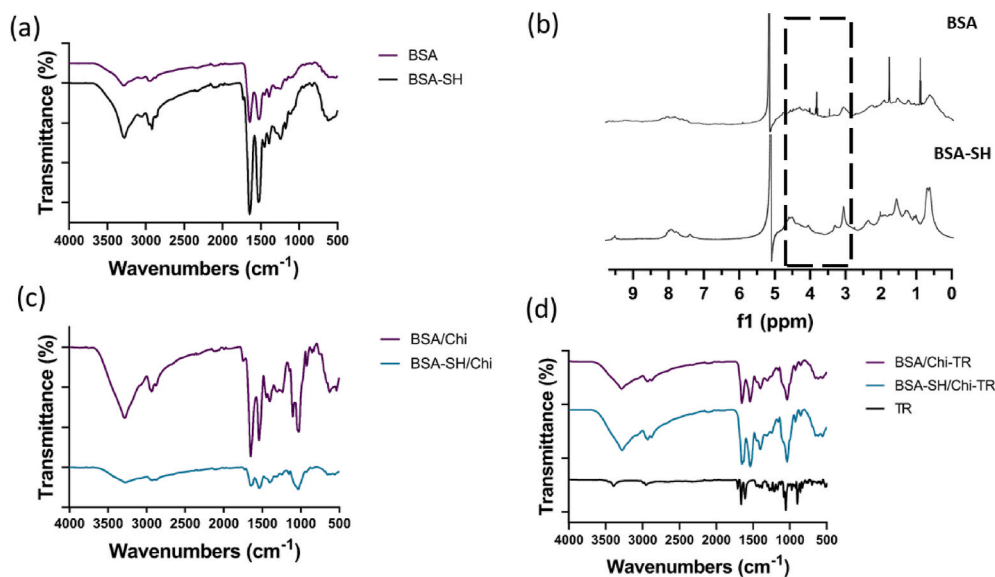 (a)
BSA
BSA-SH
Transmittance (%)
4000 3500 3000 2500 2000 1500 1000 500
Wavenumbers (cm⁻¹)
(b)
BSA
BSA-SH
9 8 7 6 5 4 3 2 1 0
f1 (ppm)
(c)
BSA/Chi
BSA-SH/Chi
Transmittance (%)
4000 3500 3000 2500 2000 1500 1000 500
Wavenumbers (cm⁻¹)
(d)
BSA/Chi-TR
BSA-SH/Chi-TR
TR
Transmittance (%)
4000 3500 3000 2500 2000 1500 1000 500
Wavenumbers (cm⁻¹)